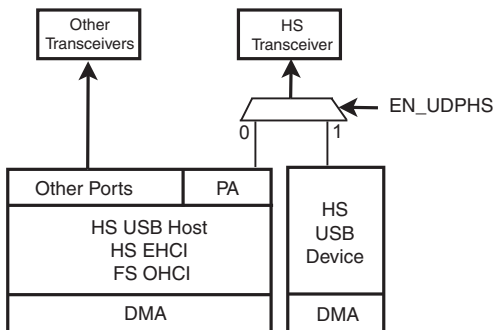 Other
Transceivers
HS
Transceiver
EN_UDPHS
0
1
Other Ports
PA
HS USB Host
HS EHCI
FS OHCI
DMA
HS
USB
Device
DMA